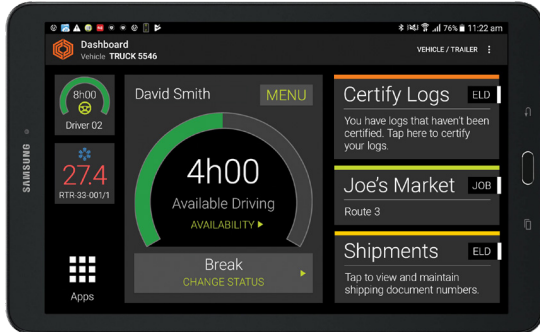 76% 11:22 am
Dashboard
Vehicle TRUCK 5546
VEHICLE / TRAILER
8h00
Driver 02
27.4
RTR-33-001/1
Apps
David Smith
MENU
4h00
Available Driving
AVAILABILITY
Break
CHANGE STATUS
Certify Logs
ELD
You have logs that haven't been
certified. Tap here to certify
your logs.
Joe's Market
JOB
Route 3
Shipments
ELD
Tap to view and maintain
shipping document numbers.
SAMSUNG